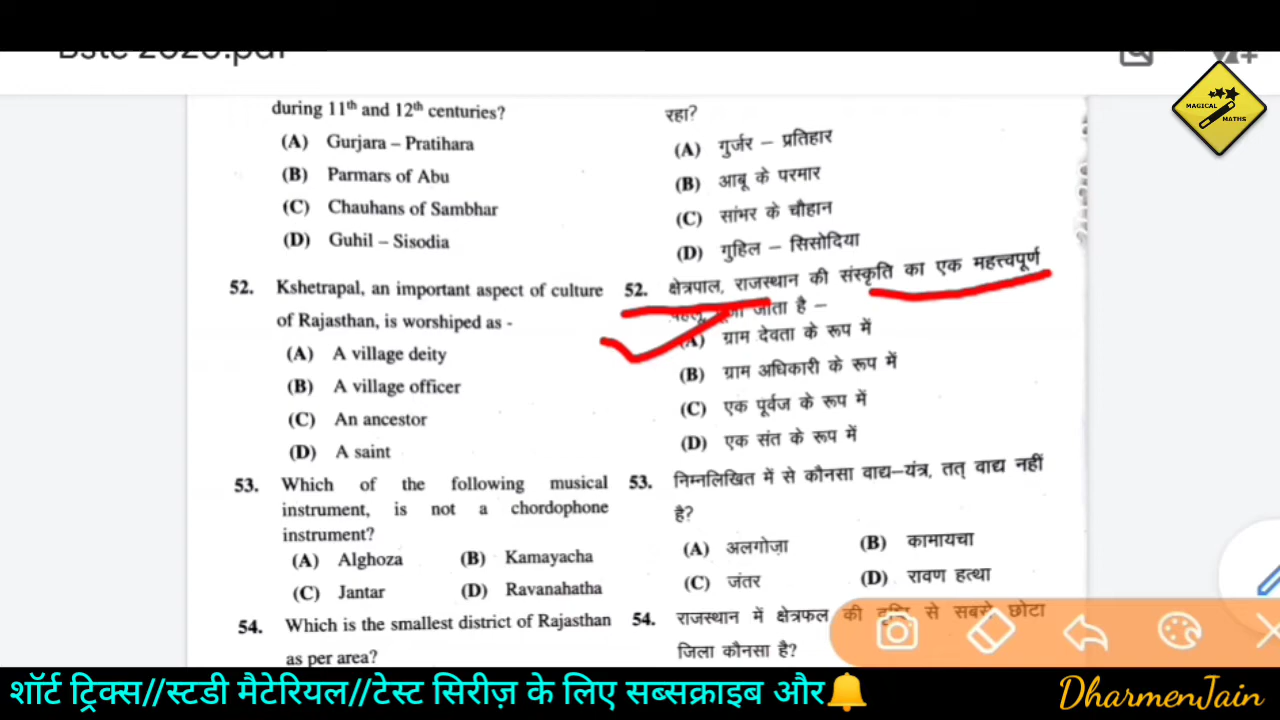 Bstc 2020.pdf
MAGICAL
MATHS
during 11th and 12th centuries?
(A) Gurjara – Pratihara
(B) Parmars of Abu
(C) Chauhans of Sambhar
(D) Guhil – Sisodia
52. Kshetrapal, an important aspect of culture
of Rajasthan, is worshiped as -
(A) A village deity
(B) A village officer
(C) An ancestor
(D) A saint
53. Which of the following musical
instrument, is not a chordophone
instrument?
(A) Alghoza (B) Kamayacha
(C) Jantar (D) Ravanahatha
54. Which is the smallest district of Rajasthan
as per area?
रहा?
(A) गुर्जर – प्रतिहार
(B) आबू के परमार
(C) सांभर के चौहान
(D) गुहिल – सिसोदिया
52. क्षेत्रपाल, राजस्थान की संस्कृति का एक महत्त्वपूर्ण
जाता है –
(A) ग्राम देवता के रूप में
(B) ग्राम अधिकारी के रूप में
(C) एक पूर्वज के रूप में
(D) एक संत के रूप में
53. निम्नलिखित में से कौनसा वाद्य–यंत्र, तत् वाद्य नहीं
है?
(A) अलगोज़ा (B) कामायचा
(C) जंतर (D) रावण हत्था
54. राजस्थान में क्षेत्रफल की दृष्टि से सबसे छोटा
जिला कौनसा है?
शॉर्ट ट्रिक्स//स्टडी मैटेरियल//टेस्ट सिरीज़ के लिए सब्सक्राइब और
DharmenJain